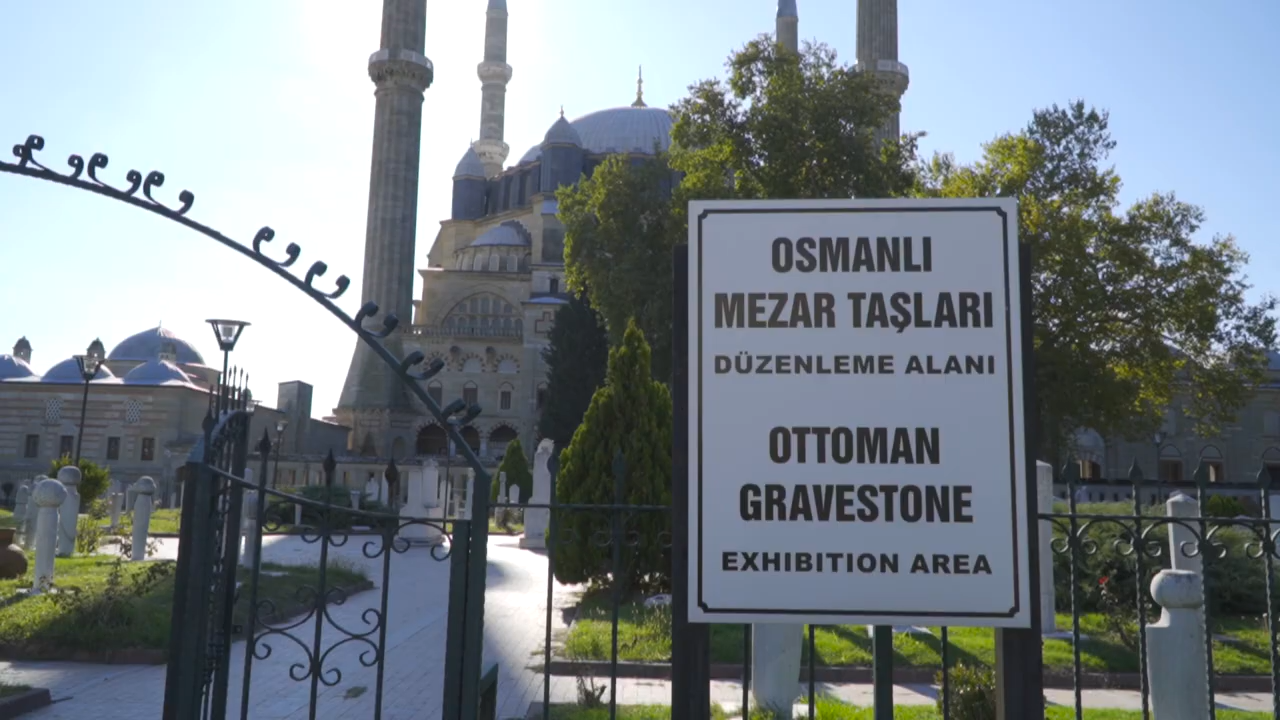 OSMANLI
MEZAR TAŞLARI
DÜZENLEME ALANI
OTTOMAN
GRAVESTONE
EXHIBITION AREA